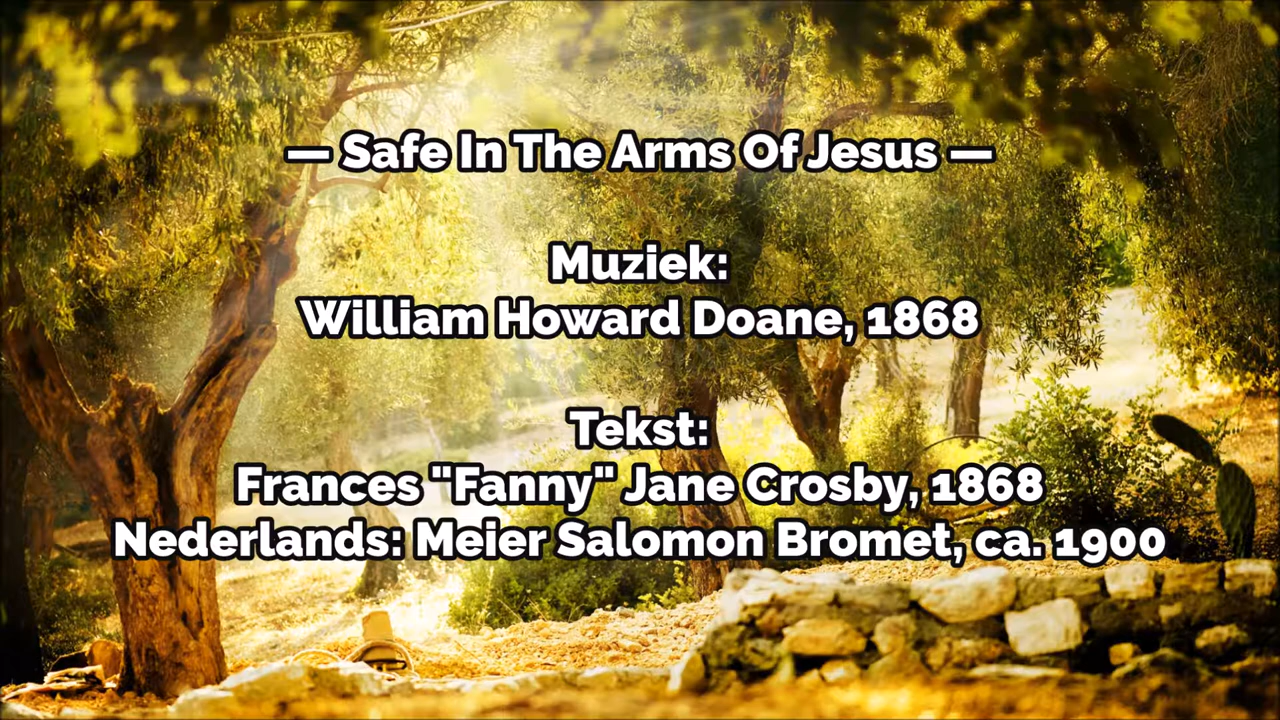 — Safe In The Arms Of Jesus —
Muziek:
William Howard Doane, 1868
Tekst:
Frances "Fanny" Jane Crosby, 1868
Nederlands: Meier Salomon Bromet, ca. 1900